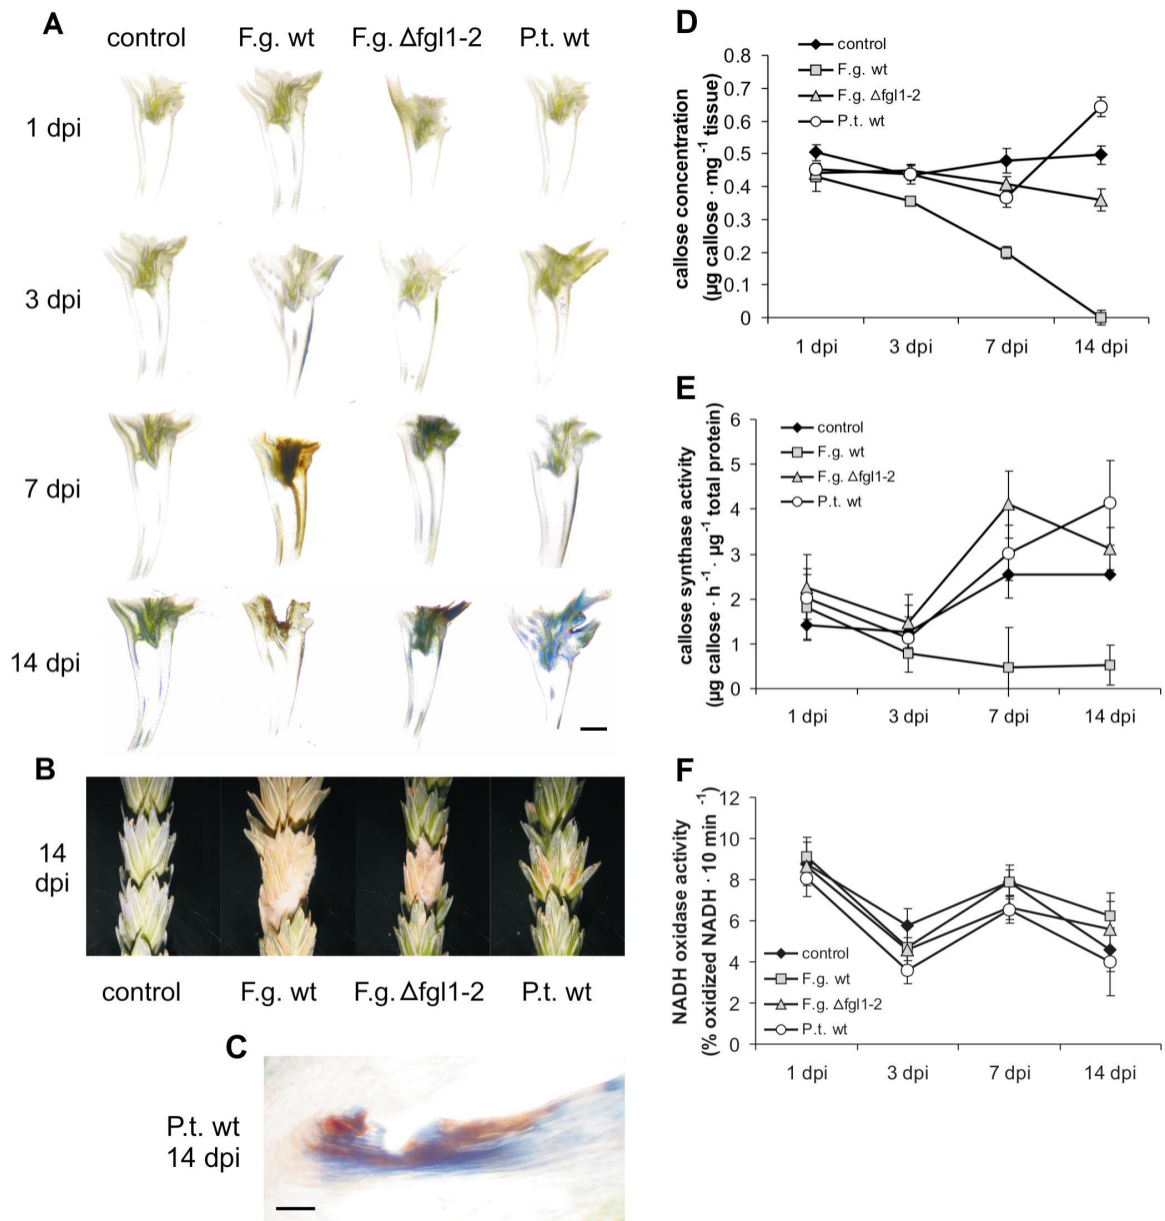 A
control
F.g. wt
F.g. Δfgl1-2
P.t. wt
1 dpi
3 dpi
7 dpi
14 dpi
B
14
dpi
control
F.g. wt
F.g. Δfgl1-2
P.t. wt
C
P.t. wt
14 dpi
D
callose concentration
(µg callose · mg⁻¹ tissue)
0.8
0.7
0.6
0.5
0.4
0.3
0.2
0.1
0
control
F.g. wt
F.g. Δfgl1-2
P.t. wt
1 dpi
3 dpi
7 dpi
14 dpi
E
callose synthase activity
(µg callose · h⁻¹ · µg⁻¹ total protein)
6
5
4
3
2
1
0
control
F.g. wt
F.g. Δfgl1-2
P.t. wt
1 dpi
3 dpi
7 dpi
14 dpi
F
NADH oxidase activity
(% oxidized NADH · 10 min ⁻¹)
12
10
8
6
4
2
0
control
F.g. wt
F.g. Δfgl1-2
P.t. wt
1 dpi
3 dpi
7 dpi
14 dpi